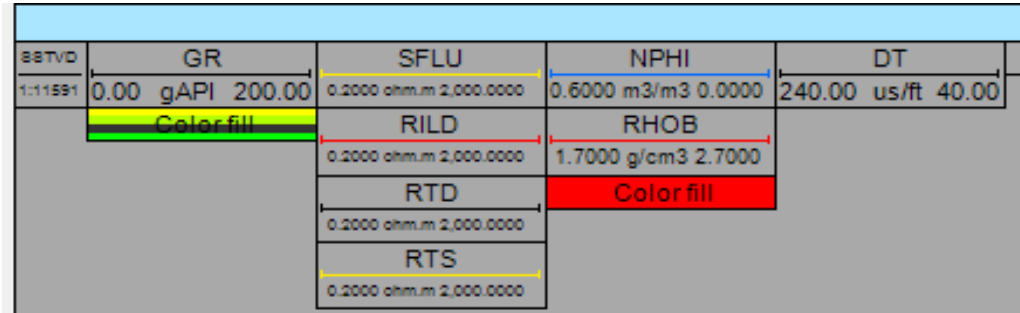 SSTVD GR SFLU NPHI DT
1:11591 0.00 gAPI 200.00 0.2000 ohm.m 2,000.0000 0.6000 m3/m3 0.0000 240.00 us/ft 40.00
Color fill RILD RHOB
0.2000 ohm.m 2,000.0000 1.7000 g/cm3 2.7000
RTD Color fill
0.2000 ohm.m 2,000.0000
RTS
0.2000 ohm.m 2,000.0000